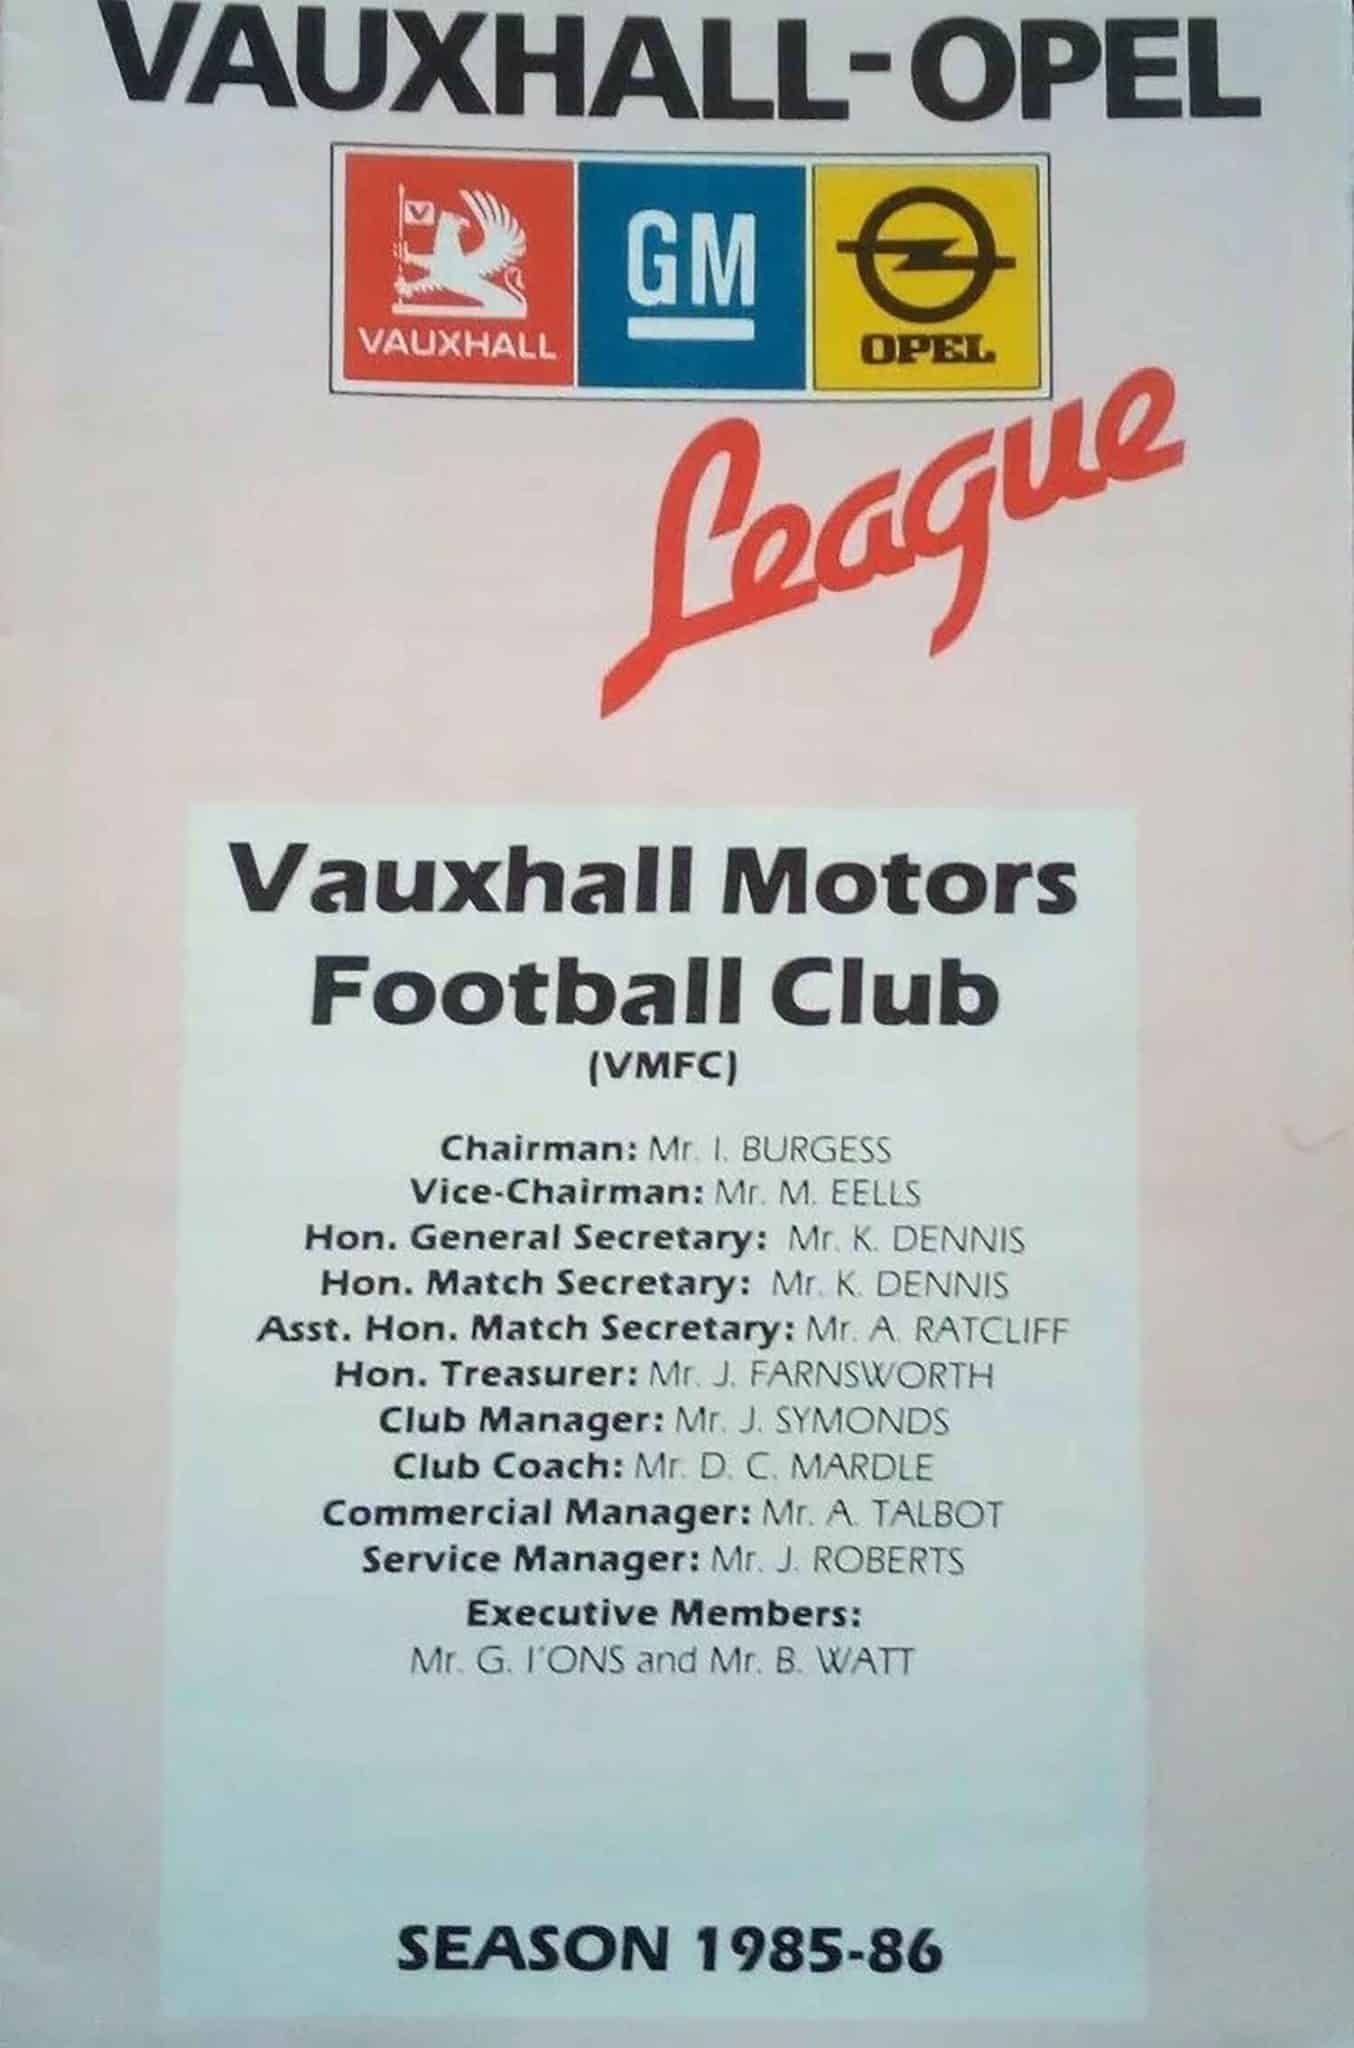 VAUXHALL-OPEL
V
VAUXHALL
GM
OPEL
League
Vauxhall Motors
Football Club
(VMFC)
Chairman: Mr. I. BURGESS
Vice-Chairman: Mr. M. EELLS
Hon. General Secretary: Mr. K. DENNIS
Hon. Match Secretary: Mr. K. DENNIS
Asst. Hon. Match Secretary: Mr. A. RATCLIFF
Hon. Treasurer: Mr. J. FARNSWORTH
Club Manager: Mr. J. SYMONDS
Club Coach: Mr. D. C. MARDLE
Commercial Manager: Mr. A. TALBOT
Service Manager: Mr. J. ROBERTS
Executive Members:
Mr. G. I'ONS and Mr. B. WATT
SEASON 1985-86